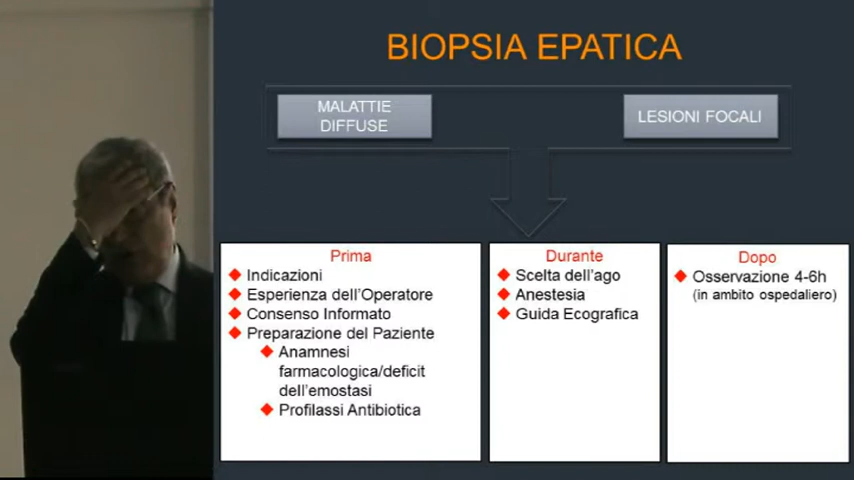 BIOPSIA EPATICA
MALATTIE
DIFFUSE
LESIONI FOCALI
Prima
Indicazioni
Esperienza dell'Operatore
Consenso Informato
Preparazione del Paziente
Anamnesi
farmacologica/deficit
dell'emostasi
Profilassi Antibiotica
Durante
Scelta dell'ago
Anestesia
Guida Ecografica
Dopo
Osservazione 4-6h
(in ambito ospedaliero)